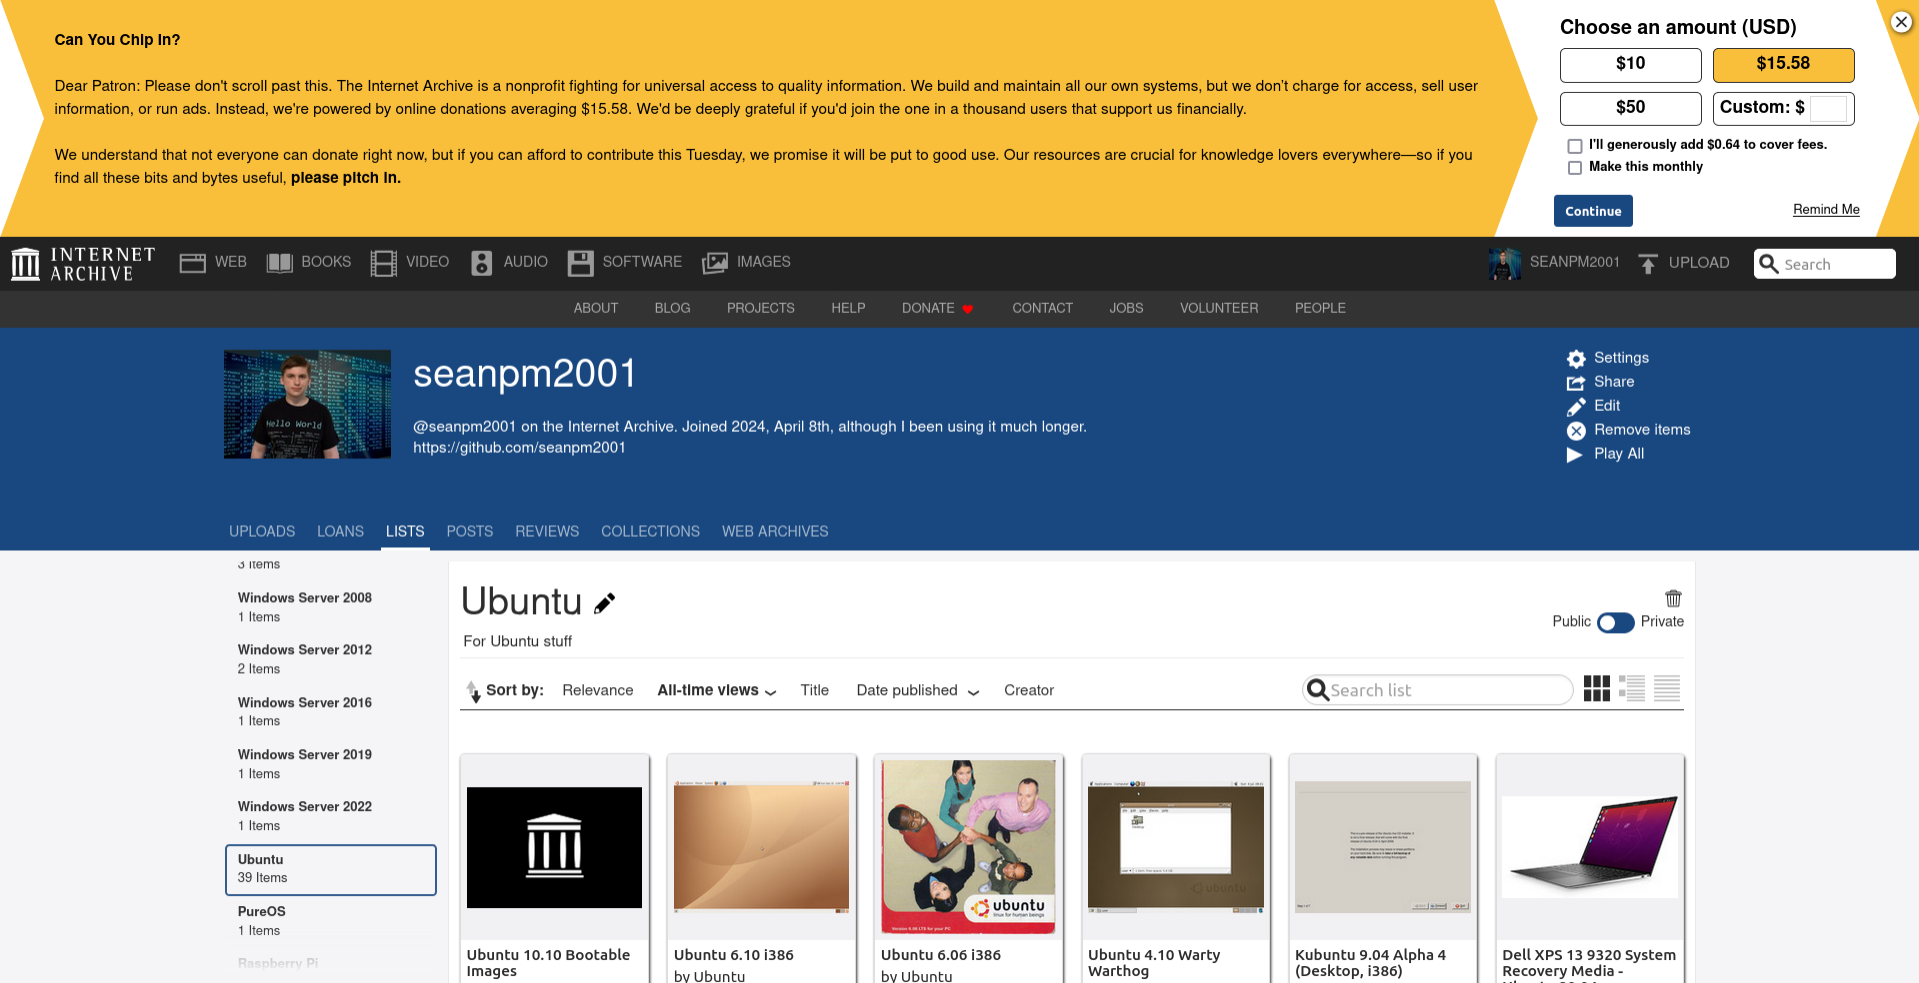 Can You Chip In?
Dear Patron: Please don't scroll past this. The Internet Archive is a nonprofit fighting for universal access to quality information. We build and maintain all our own systems, but we don't charge for access, sell user
information, or run ads. Instead, we're powered by online donations averaging $15.58. We'd be deeply grateful if you'd join the one in a thousand users that support us financially.
We understand that not everyone can donate right now, but if you can afford to contribute this Tuesday, we promise it will be put to good use. Our resources are crucial for knowledge lovers everywhere—so if you
find all these bits and bytes useful, please pitch in.
Choose an amount (USD)
$10
$15.58
$50
Custom: $
I'll generously add $0.64 to cover fees.
Make this monthly
Continue
Remind Me
INTERNET
ARCHIVE
WEB
BOOKS
VIDEO
AUDIO
SOFTWARE
IMAGES
SEANPM2001
UPLOAD
Search
ABOUT
BLOG
PROJECTS
HELP
DONATE
CONTACT
JOBS
VOLUNTEER
PEOPLE
Hello World
seanpm2001
@seanpm2001 on the Internet Archive. Joined 2024, April 8th, although I been using it much longer.
https://github.com/seanpm2001
Settings
Share
Edit
Remove items
Play All
UPLOADS
LOANS
LISTS
POSTS
REVIEWS
COLLECTIONS
WEB ARCHIVES
3 Items
Windows Server 2008
1 Items
Windows Server 2012
2 Items
Windows Server 2016
1 Items
Windows Server 2019
1 Items
Windows Server 2022
1 Items
Ubuntu
39 Items
PureOS
1 Items
Raspberry Pi
Ubuntu
For Ubuntu stuff
Public
Private
Sort by:
Relevance
All-time views
Title
Date published
Creator
Search list
ubuntu
linux for human beings
ubuntu
Ubuntu 10.10 Bootable
Images
Ubuntu 6.10 i386
by Ubuntu
Ubuntu 6.06 i386
by Ubuntu
Ubuntu 4.10 Warty
Warthog
Kubuntu 9.04 Alpha 4
(Desktop, i386)
Dell XPS 13 9320 System
Recovery Media -